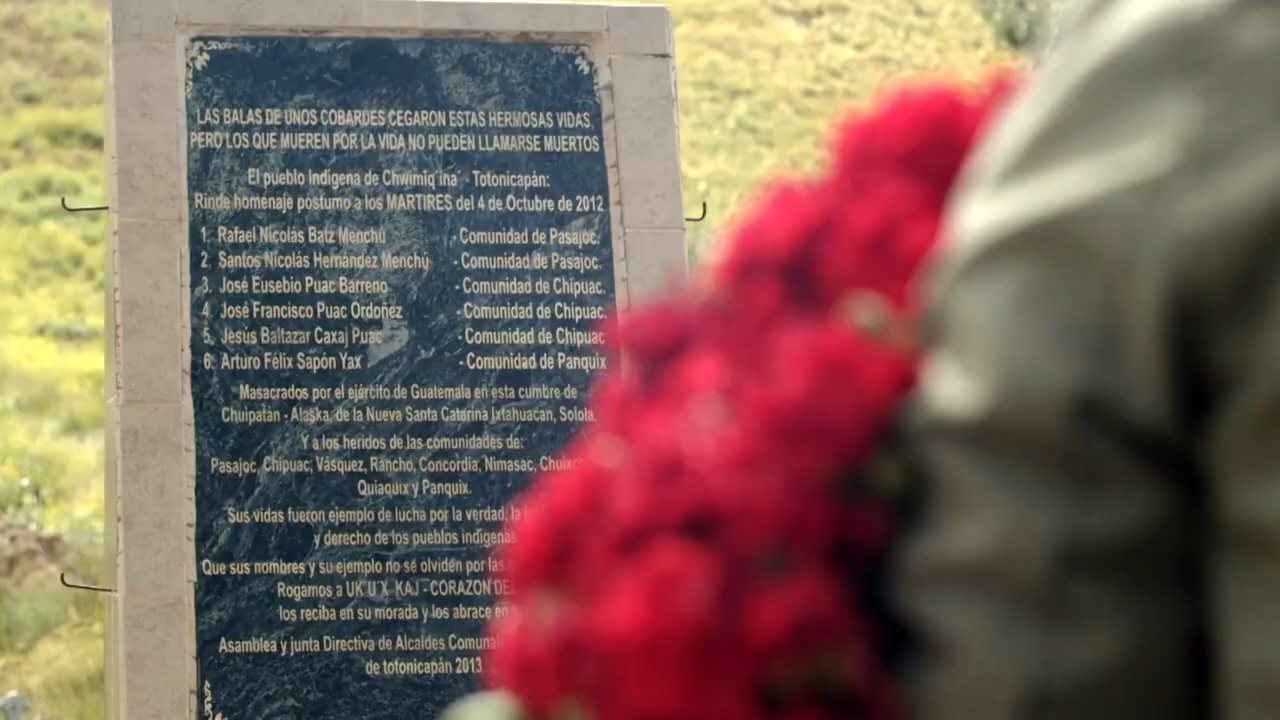 LAS BALAS DE UNOS COBARDES CEGARON ESTAS HERMOSAS VIDAS,
PERO LOS QUE MUEREN POR LA VIDA NO PUEDEN LLAMARSE MUERTOS
El pueblo Indígena de Chwimiq'ina´ - Totonicapán:
Rinde homenaje postumo a los MARTIRES del 4 de Octubre de 2012
1. Rafael Nicolás Batz Menchú - Comunidad de Pasajoc.
2. Santos Nicolás Hernández Menchú - Comunidad de Pasajoc.
3. José Eusebio Puac Barreno - Comunidad de Chipuac.
4. José Francisco Puac Ordoñez - Comunidad de Chipuac.
5. Jesús Baltazar Caxaj Puac - Comunidad de Chipuac
6. Arturo Félix Sapón Yax - Comunidad de Panquix
Masacrados por el ejército de Guatemala en esta cumbre de
Chuipatán - Alaska, de la Nueva Santa Catarina Ixtahuacán, Sololá.
Y a los heridos de las comunidades de:
Pasajoc, Chipuac, Vásquez, Rancho, Concordia, Nimasac,
Quiaquix y Panquix.
Sus vidas fueron ejemplo de lucha por la verdad, la
y derecho de los pueblos indígenas
Que sus nombres y su ejemplo no se olviden por las
Rogamos a UK´U´X KAJ - CORAZON DEL
los reciba en su morada y los abrace en
Asamblea y junta Directiva de Alcaldes
de totonicapán 2013